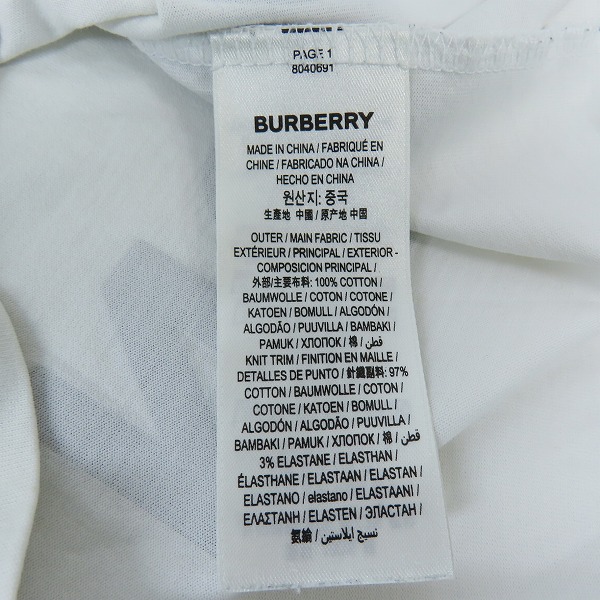 PAGE 1
8040691
BURBERRY
MADE IN CHINA / FABRIQUÉ EN
CHINE / FABRICADO NA CHINA /
HECHO EN CHINA
원산지: 중국
生產地 中國 / 原产地 中国
OUTER / MAIN FABRIC / TISSU
EXTÉRIEUR / PRINCIPAL / EXTERIOR -
COMPOSICION PRINCIPAL /
外部/主要布料: 100% COTTON /
BAUMWOLLE / COTON / COTONE /
KATOEN / BOMULL / ALGODÓN /
ALGODÃO / PUUVILLA / BAMBAKI /
PAMUK / ХЛОПОК / 棉 / قطن /
KNIT TRIM / FINITION EN MAILLE /
DETALLES DE PUNTO / 針織副料: 97%
COTTON / BAUMWOLLE / COTON /
COTONE / KATOEN / BOMULL /
ALGODÓN / ALGODÃO / PUUVILLA /
BAMBAKI / PAMUK / ХЛОПОК / 棉 / قطن /
3% ELASTANE / ELASTHAN /
ÉLASTHANE / ELASTAAN / ELASTAN /
ELASTANO / elastano / ELASTAANI /
ΕΛΑΣΤΑΝΗ / ELASTEN / ЭЛАСТАН /
氨綸 / نسيج ايلاستين /